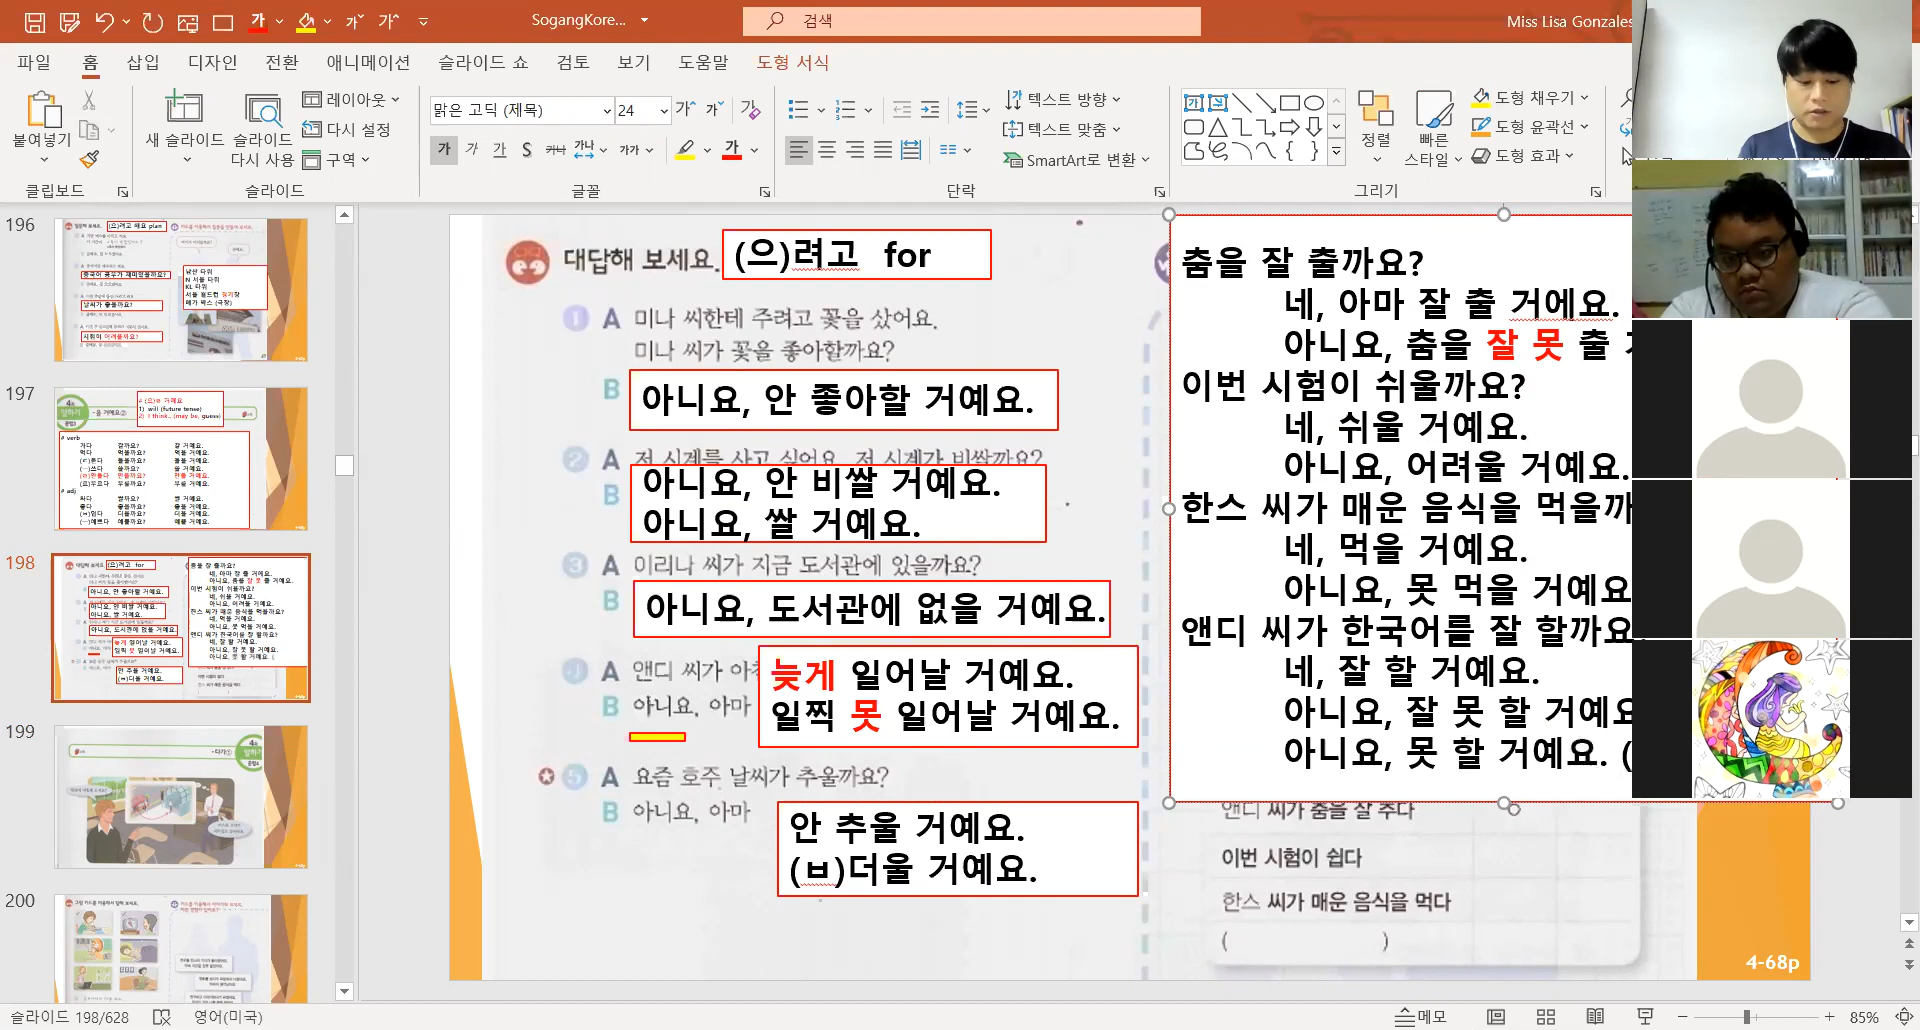 SogangKore...
검색
Miss Lisa Gonzales
파일 홈 삽입 디자인 전환 애니메이션 슬라이드 쇼 검토 보기 도움말 도형 서식
붙여넣기
클립보드
새 슬라이드
슬라이드 다시 사용
레이아웃
다시 설정
구역
슬라이드
맑은 고딕 (제목) 24
글꼴
텍스트 방향
텍스트 맞춤
SmartArt로 변환
단락
정렬
빠른 스타일
도형 채우기
도형 윤곽선
도형 효과
그리기
196
197
198
199
200
대답해 보세요. (으)려고 for
1 A 미나 씨한테 주려고 꽃을 샀어요.
미나 씨가 꽃을 좋아할까요?
B 아니요, 안 좋아할 거예요.
2 A 저 시계를 사고 싶어요. 저 시계가 비쌀까요?
B 아니요, 안 비쌀 거예요.
아니요, 쌀 거예요.
3 A 이리나 씨가 지금 도서관에 있을까요?
B 아니요, 도서관에 없을 거예요.
A 앤디 씨가 아
B 아니요, 아마
늦게 일어날 거예요.
일찍 못 일어날 거예요.
5 A 요즘 호주 날씨가 추울까요?
B 아니요, 아마
안 추울 거예요.
(ㅂ)더울 거예요.
춤을 잘 출까요?
네, 아마 잘 출 거에요.
아니요, 춤을 잘 못 출
이번 시험이 쉬울까요?
네, 쉬울 거예요.
아니요, 어려울 거예요.
한스 씨가 매운 음식을 먹을까
네, 먹을 거예요.
아니요, 못 먹을 거예요
앤디 씨가 한국어를 잘 할까요
네, 잘 할 거예요.
아니요, 잘 못 할 거예요
아니요, 못 할 거예요. (
앤디 씨가 춤을 잘 추다
이번 시험이 쉽다
한스 씨가 매운 음식을 먹다
( )
4-68p
슬라이드 198/628
영어(미국)
메모
85%